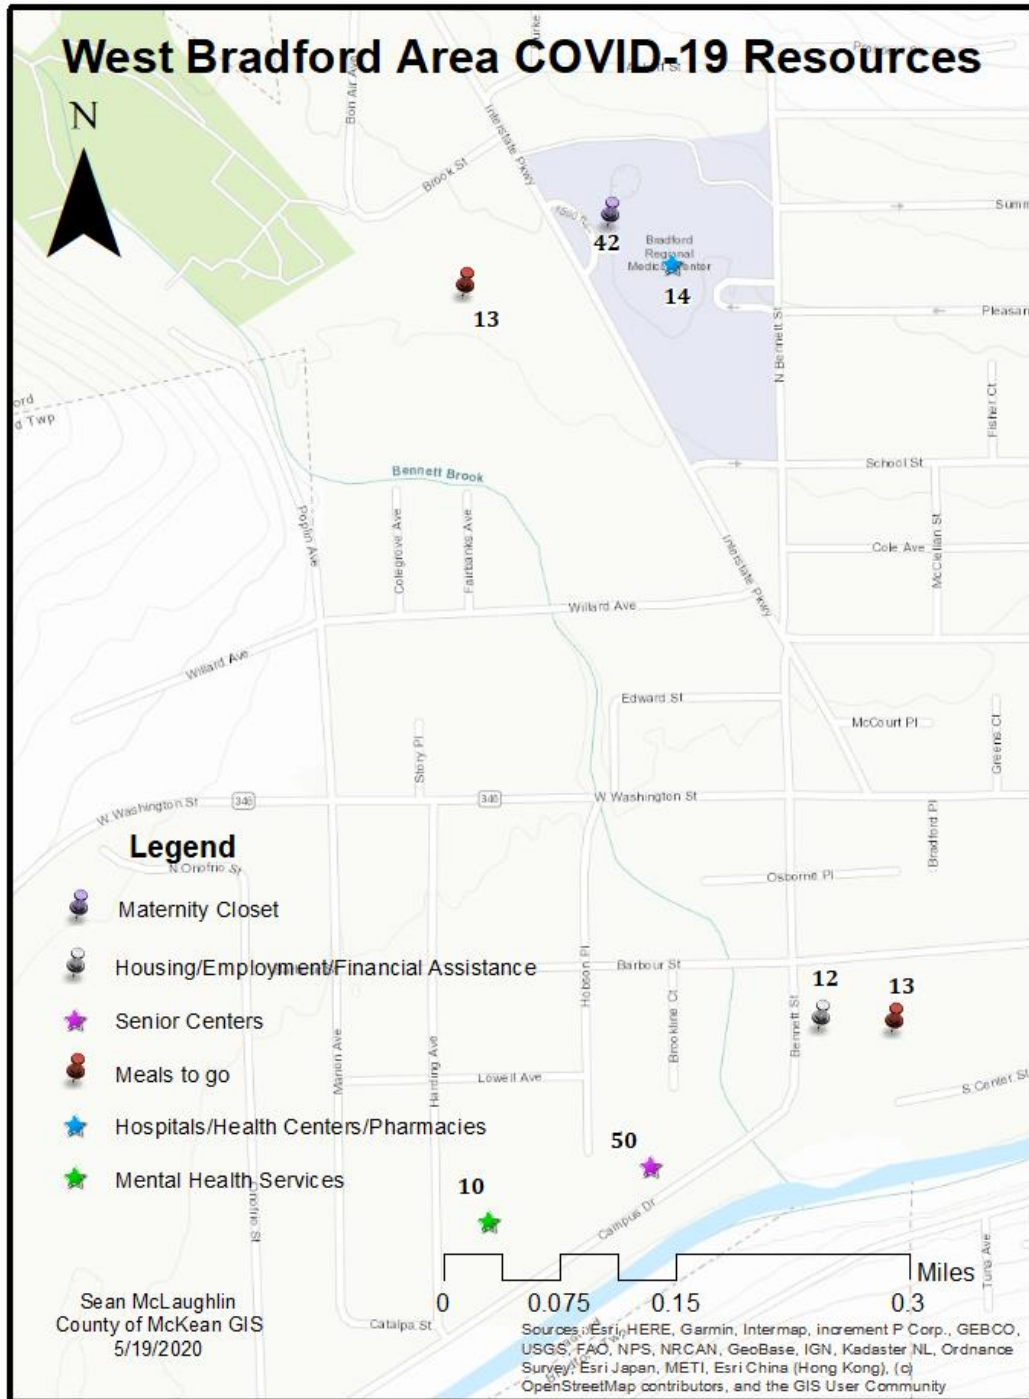 West Bradford Area COVID-19 Resources
N
Bon Air Ave
Brook St
Interstate Pkwy
42
Bradford
Regional
Medical Center
14
13
Summ
Pleasan
N Bennett St
Fisher Ct
d Twp
Bennett Brook
School St
Poplin Ave
Colegrove Ave
Fairbanks Ave
Interstate Pkwy
Cole Ave
McClellan St
Willard Ave
Willard Ave
Edward St
McCourt Pl
Greens Ct
Story Pl
W Washington St
346
346
W Washington St
Bradford Pl
Legend
N Onofrio St
Osborne Pl
Maternity Closet
Housing/Employment/Financial Assistance
Barbour St
Hobson Pl
12
13
Senior Centers
Brookline Ct
Bennett St
Marion Ave
Harding Ave
Meals to go
Lowell Ave
S Center St
Hospitals/Health Centers/Pharmacies
50
Mental Health Services
10
Onofrio St
Campus Dr
Tuna Ave
Miles
0 0.075 0.15 0.3
Sean McLaughlin
County of McKean GIS
5/19/2020
Catalpa St
Sources: Esri, HERE, Garmin, Intermap, increment P Corp., GEBCO,
USGS, FAO, NPS, NRCAN, GeoBase, IGN, Kadaster NL, Ordnance
Survey, Esri Japan, METI, Esri China (Hong Kong), (c)
OpenStreetMap contributors, and the GIS User Community